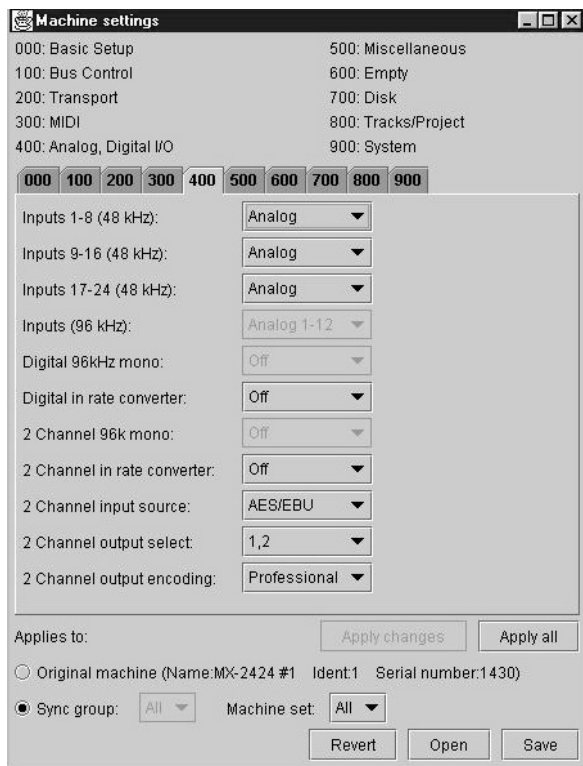 Machine settings
000: Basic Setup 500: Miscellaneous
100: Bus Control 600: Empty
200: Transport 700: Disk
300: MIDI 800: Tracks/Project
400: Analog, Digital I/O 900: System
000 100 200 300 400 500 600 700 800 900
Inputs 1-8 (48 kHz): Analog
Inputs 9-16 (48 kHz): Analog
Inputs 17-24 (48 kHz): Analog
Inputs (96 kHz): Analog 1-12
Digital 96kHz mono: Off
Digital in rate converter: Off
2 Channel 96k mono: Off
2 Channel in rate converter: Off
2 Channel input source: AES/EBU
2 Channel output select: 1,2
2 Channel output encoding: Professional
Applies to: Apply changes Apply all
Original machine (Name:MX-2424 #1 Ident:1 Serial number:1430)
Sync group: All Machine set: All
Revert Open Save